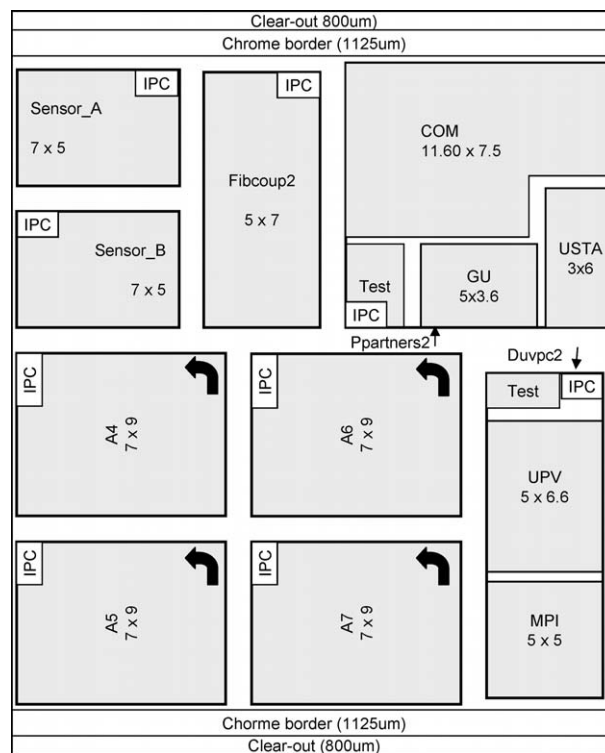 Clear-out 800um)
Chrome border (1125um)
IPC
Sensor_A
7 x 5
IPC
Fibcoup2
5 x 7
COM
11.60 x 7.5
IPC
Sensor_B
7 x 5
Test
IPC
GU
5x3.6
USTA
3x6
Ppartners2
Duvpc2
IPC
A4
7 x 9
IPC
A6
7 x 9
Test
IPC
UPV
5 x 6.6
IPC
A5
7 x 9
IPC
A7
7 x 9
MPI
5 x 5
Chorme border (1125um)
Clear-out (800um)